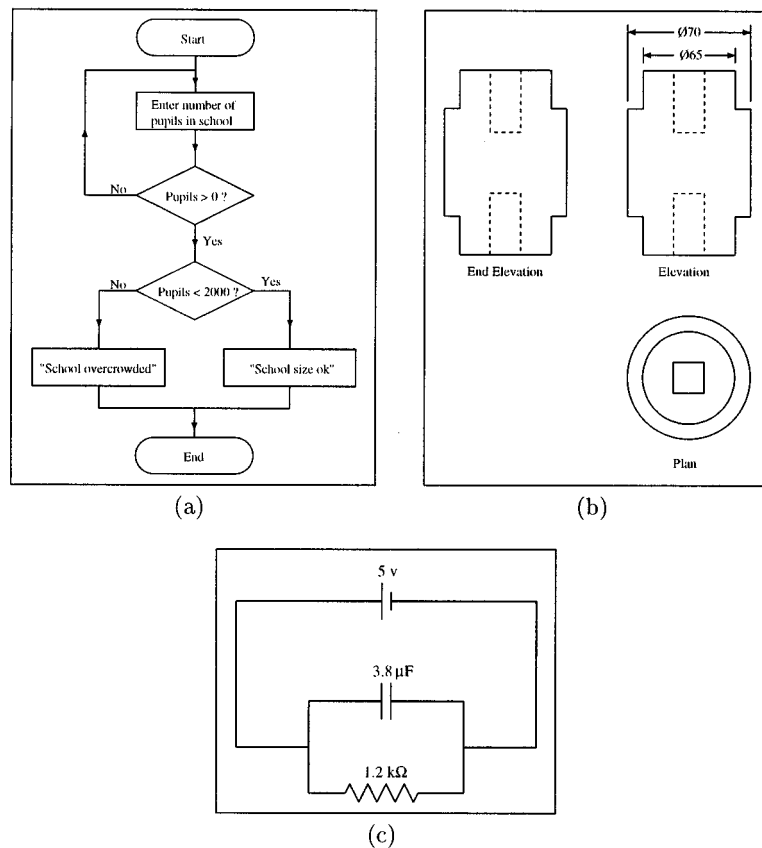 Start
Enter number of
pupils in school
No
Pupils > 0 ?
Yes
No
Pupils < 2000 ?
Yes
"School overcrowded"
"School size ok"
End
(a)
Ø70
Ø65
End Elevation
Elevation
Plan
(b)
5 v
3.8 µF
1.2 kΩ
(c)